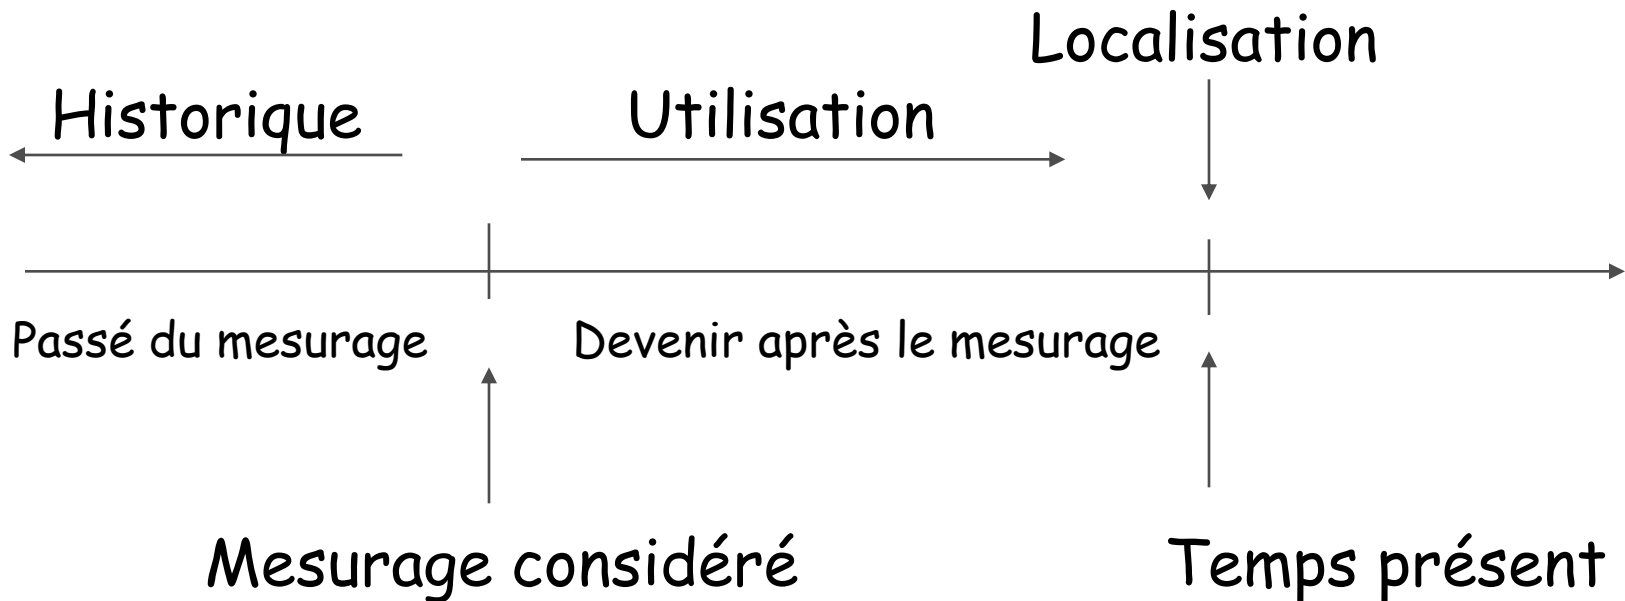 Localisation
Historique
Utilisation
Passé du mesurage
Devenir après le mesurage
Mesurage considéré
Temps présent